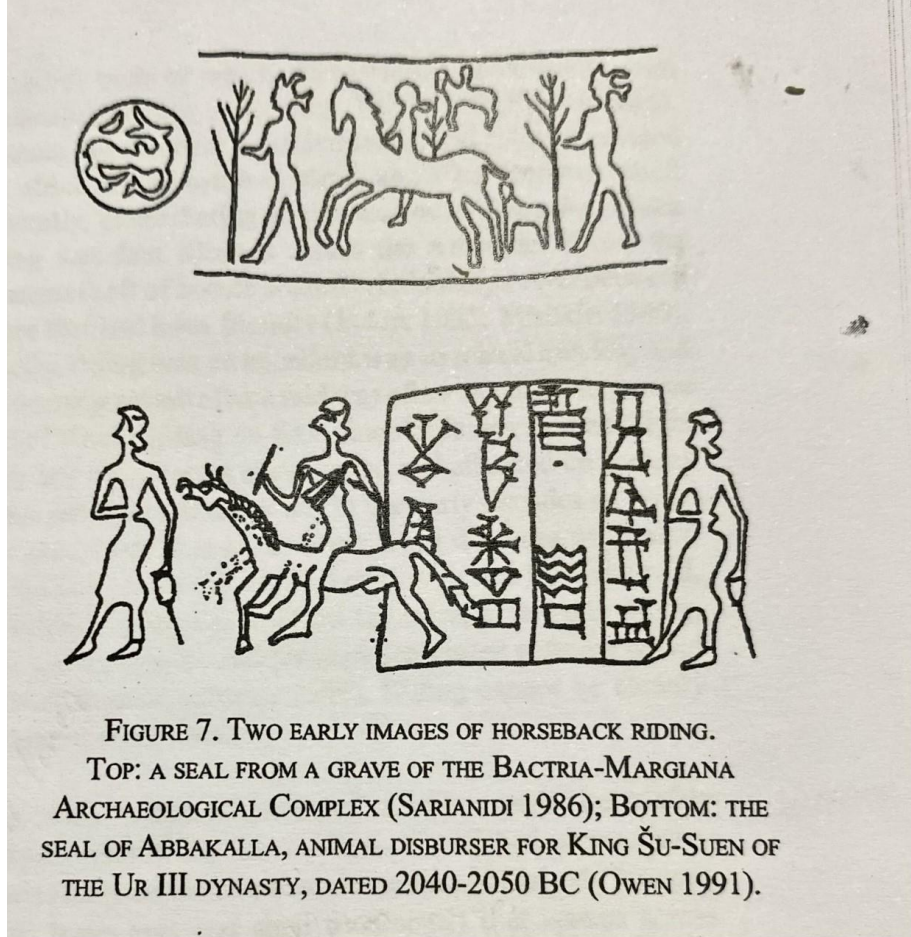 FIGURE 7. TWO EARLY IMAGES OF HORSEBACK RIDING.
TOP: A SEAL FROM A GRAVE OF THE BACTRIA-MARGIANA
ARCHAEOLOGICAL COMPLEX (SARIANIDI 1986); BOTTOM: THE
SEAL OF ABBAKALLA, ANIMAL DISBURSER FOR KING ŠU-SUEN OF
THE UR III DYNASTY, DATED 2040-2050 BC (OWEN 1991).